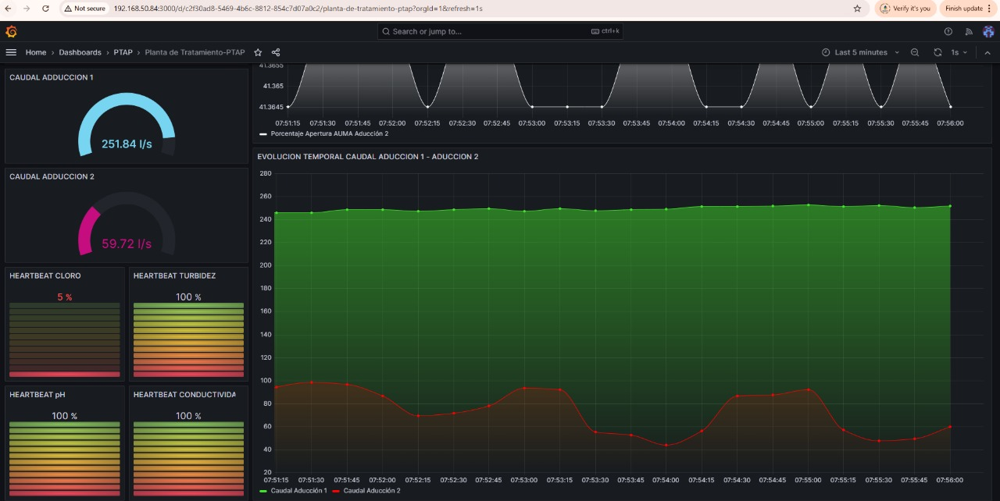 Not secure
192.168.50.84:3000/d/c2f30ad8-5469-4b6c-8812-854c7d07a0c2/planta-de-tratamiento-ptap?orgId=1&refresh=1s
Verify it's you
Finish update
Search or jump to...
ctrl+k
Home › Dashboards › PTAP › Planta de Tratamiento-PTAP
Last 5 minutes
1s
CAUDAL ADDUCCION 1
251.84 l/s
CAUDAL ADDUCCION 2
59.72 l/s
HEARTBEAT CLORO
5 %
HEARTBEAT TURBIDEZ
100 %
HEARTBEAT pH
100 %
HEARTBEAT CONDUCTIVIDA
100 %
41.3655
41.365
41.3645
07:51:15 07:51:30 07:51:45 07:52:00 07:52:15 07:52:30 07:52:45 07:53:00 07:53:15 07:53:30 07:53:45 07:54:00 07:54:15 07:54:30 07:54:45 07:55:00 07:55:15 07:55:30 07:55:45 07:56:00
Porcentaje Apertura AUMA Aducción 2
EVOLUCION TEMPORAL CAUDAL ADUCCION 1 - ADUCCION 2
280
260
240
220
200
180
160
140
120
100
80
60
40
20
07:51:15 07:51:30 07:51:45 07:52:00 07:52:15 07:52:30 07:52:45 07:53:00 07:53:15 07:53:30 07:53:45 07:54:00 07:54:15 07:54:30 07:54:45 07:55:00 07:55:15 07:55:30 07:55:45 07:56:00
Caudal Aducción 1 Caudal Aducción 2